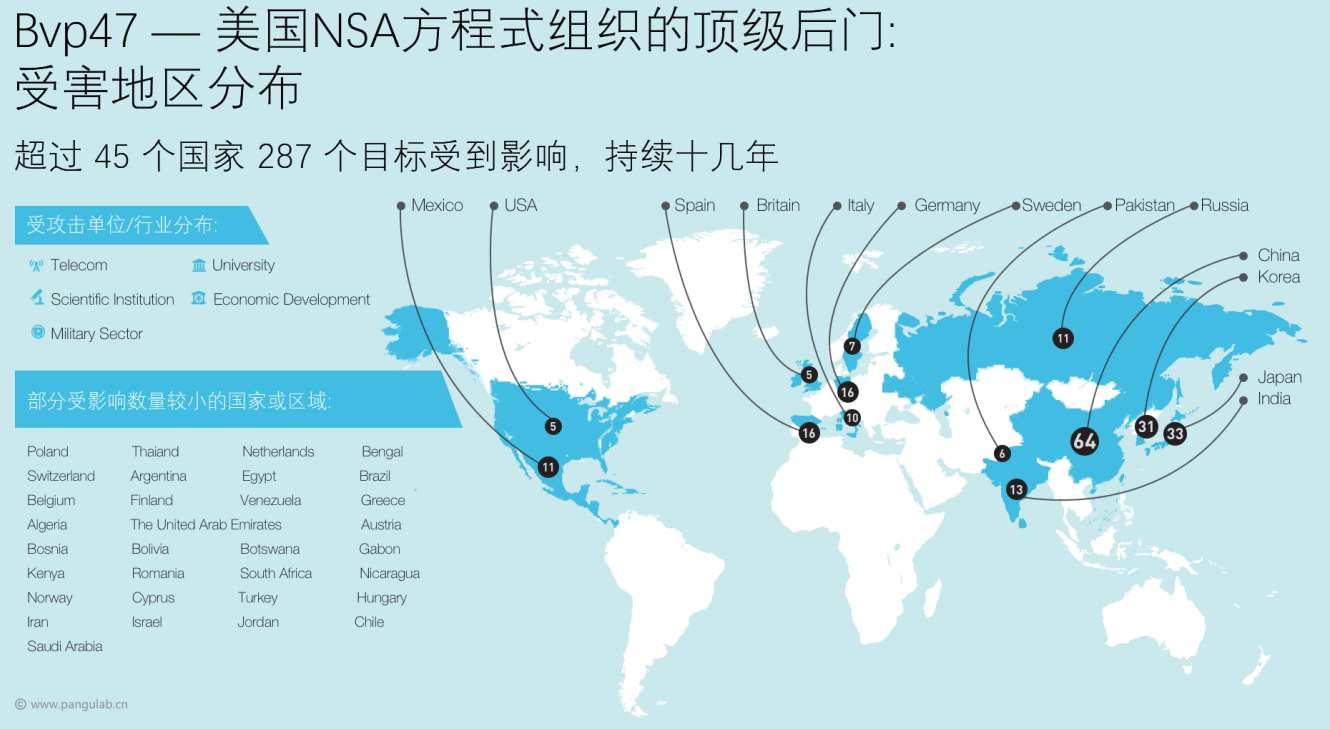 Bvp47 — 美国NSA方程式组织的顶级后门:
受害地区分布
超过 45 个国家 287 个目标受到影响，持续十几年
Mexico USA Spain Britain Italy Germany Sweden Pakistan Russia
受攻击单位/行业分布:
Telecom University
Scientific Institution Economic Development
Military Sector
China
Korea
Japan
India
11
7
5
16
10
16
5
11
64
31
33
6
13
部分受影响数量较小的国家或区域:
Poland Thaiand Netherlands Bengal
Switzerland Argentina Egypt Brazil
Belgium Finland Venezuela Greece
Algeria The United Arab Emirates Austria
Bosnia Bolivia Botswana Gabon
Kenya Romania South Africa Nicaragua
Norway Cyprus Turkey Hungary
Iran Israel Jordan Chile
Saudi Arabia
© www.pangulab.cn